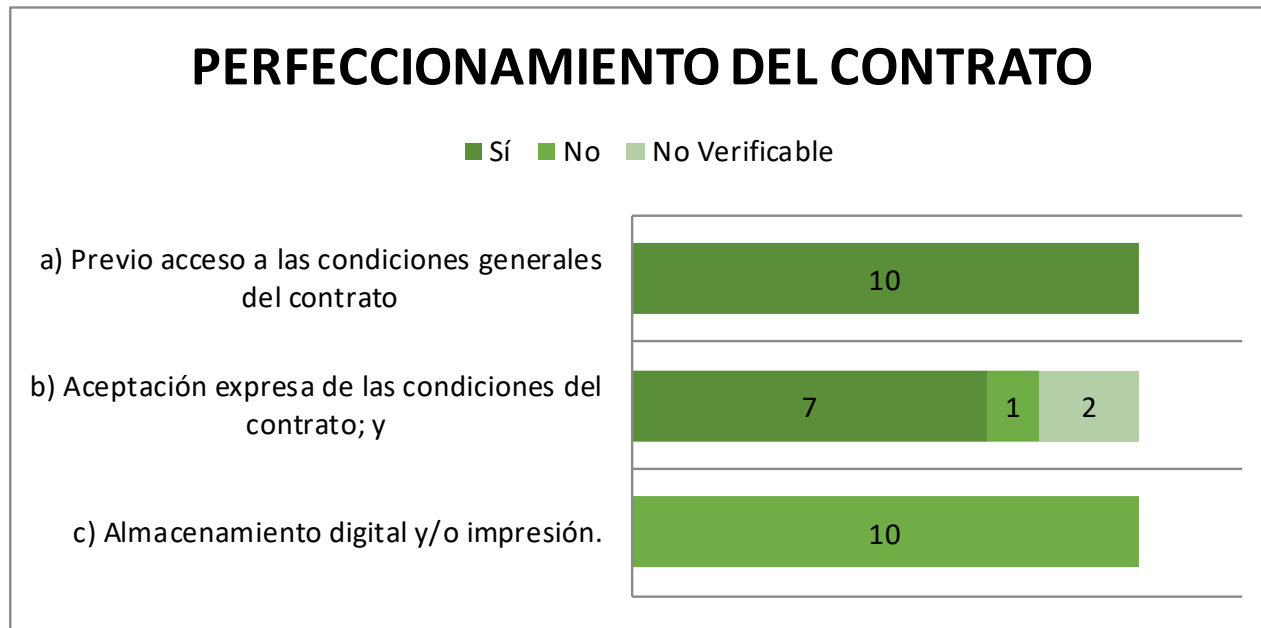 PERFECCIONAMIENTO DEL CONTRATO
Sí No No Verificable
a) Previo acceso a las condiciones generales
del contrato
10
b) Aceptación expresa de las condiciones del
contrato; y
7 1 2
c) Almacenamiento digital y/o impresión.
10